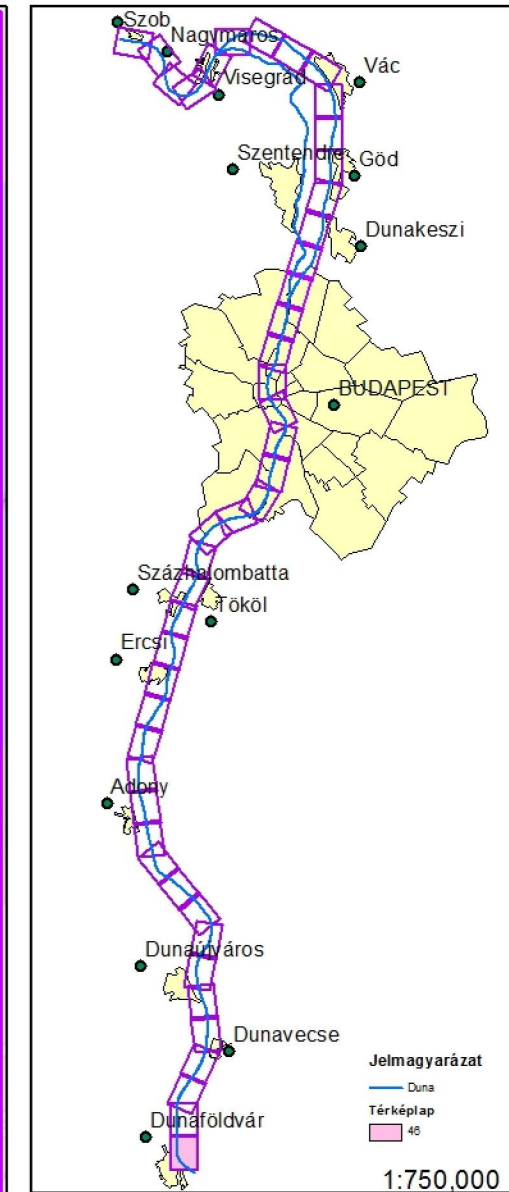 Szob
Nagymaros
Visegrád
Vác
Szentendre
Göd
Dunakeszi
BUDAPEST
Százhalombatta
Tököl
Ercsi
Adony
Dunaújváros
Dunavecse
Dunaföldvár
Jelmagyarázat
Duna
Térképlap
46
1:750,000